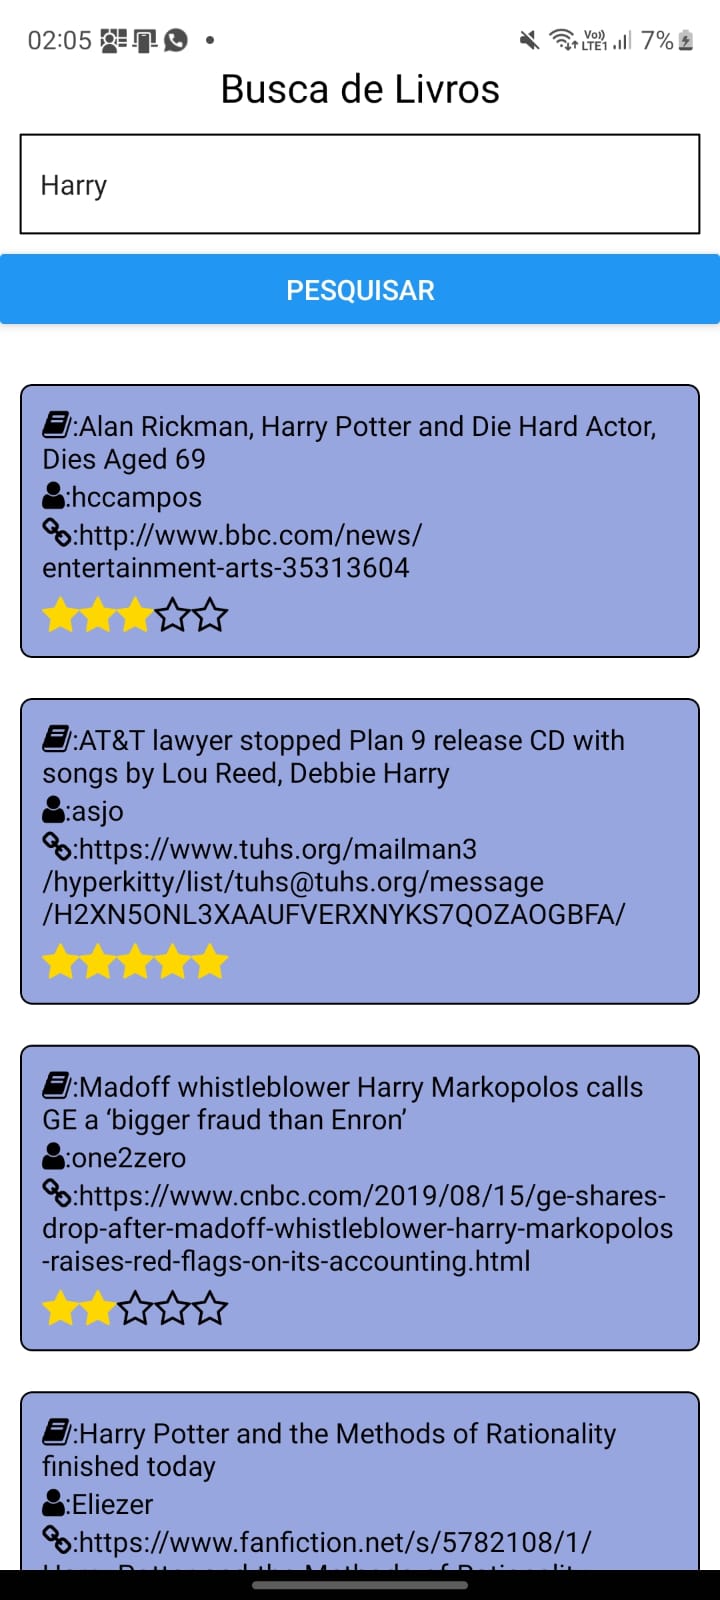 02:05
Vo))
LTE1
7%
Busca de Livros
Harry
PESQUISAR
:Alan Rickman, Harry Potter and Die Hard Actor,
Dies Aged 69
:hccampos
:http://www.bbc.com/news/
entertainment-arts-35313604
:AT&T lawyer stopped Plan 9 release CD with
songs by Lou Reed, Debbie Harry
:asjo
:https://www.tuhs.org/mailman3
/hyperkitty/list/tuhs@tuhs.org/message
/H2XN5ONL3XAAUFVERXNYKS7QOZAOGBFA/
:Madoff whistleblower Harry Markopolos calls
GE a ‘bigger fraud than Enron’
:one2zero
:https://www.cnbc.com/2019/08/15/ge-shares-
drop-after-madoff-whistleblower-harry-markopolos
-raises-red-flags-on-its-accounting.html
:Harry Potter and the Methods of Rationality
finished today
:Eliezer
:https://www.fanfiction.net/s/5782108/1/